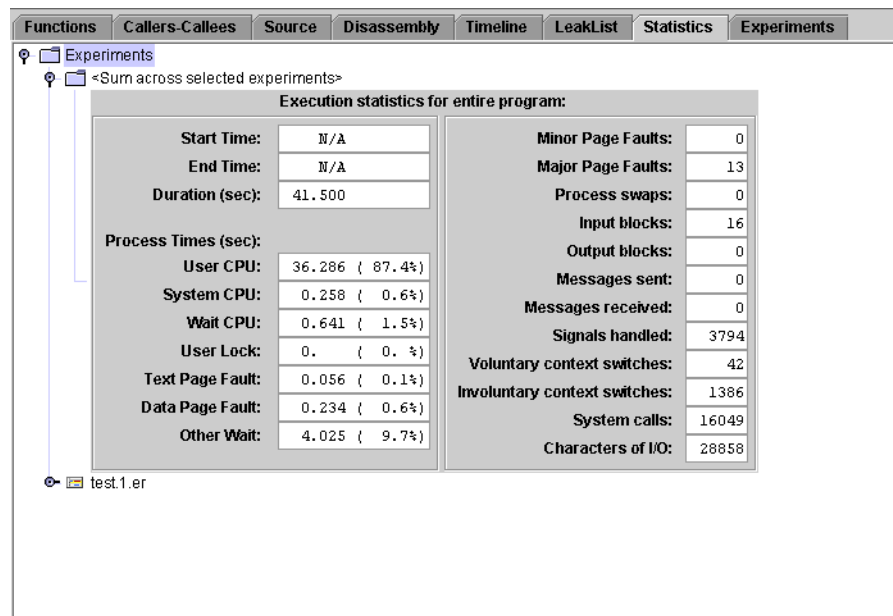 Functions Callers-Callees Source Disassembly Timeline LeakList Statistics Experiments
Experiments
<Sum across selected experiments>
Execution statistics for entire program:
Start Time: N/A
End Time: N/A
Duration (sec): 41.500
Process Times (sec):
User CPU: 36.286 ( 87.4%)
System CPU: 0.258 ( 0.6%)
Wait CPU: 0.641 ( 1.5%)
User Lock: 0. ( 0. %)
Text Page Fault: 0.056 ( 0.1%)
Data Page Fault: 0.234 ( 0.6%)
Other Wait: 4.025 ( 9.7%)
Minor Page Faults: 0
Major Page Faults: 13
Process swaps: 0
Input blocks: 16
Output blocks: 0
Messages sent: 0
Messages received: 0
Signals handled: 3794
Voluntary context switches: 42
Involuntary context switches: 1386
System calls: 16049
Characters of I/O: 28858
test.1.er